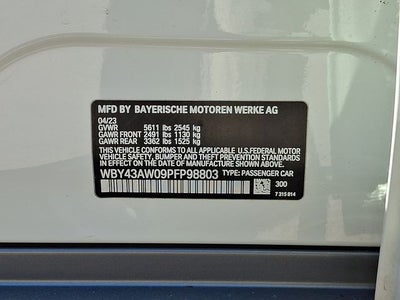 MFD BY BAYERISCHE MOTOREN WERKE AG
04/23
GVWR 5611 lbs 2545 kg
GAWR FRONT 2491 lbs 1130 kg
GAWR REAR 3362 lbs 1525 kg
THIS VEHICLE CONFORMS TO ALL APPLICABLE U.S.FEDERAL MOTOR
VEHICLE SAFETY, BUMPER AND THEFT PREVENTION STANDARDS
IN EFFECT ON THE DATE OF MANUFACTURE SHOWN ABOVE.
WBY43AW09PFP98803 TYPE: PASSENGER CAR
300
7 315 014